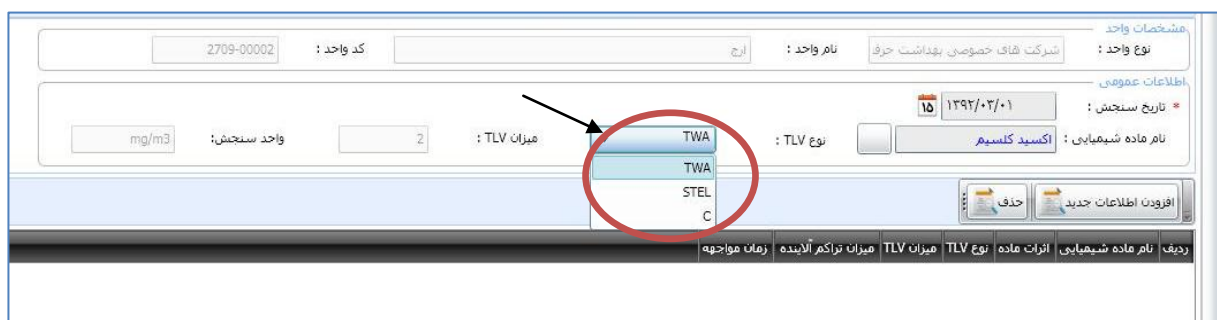 مشخصات واحد
نوع واحد : شرکت های خصوصی بهداشت حرف نام واحد : ارج کد واحد : 2709-00002
اطلاعات عمومی
* تاریخ سنجش : ۱۳۹۲/۰۳/۰۱ ۱۵
نام ماده شیمیایی : اکسید کلسیم نوع TLV : TWA میزان TLV : 2 واحد سنجش: mg/m3
TWA
STEL
C
افزودن اطلاعات جدید حذف
ردیف نام ماده شیمیایی اثرات ماده نوع TLV میزان TLV میزان تراکم آلاینده زمان مواجهه